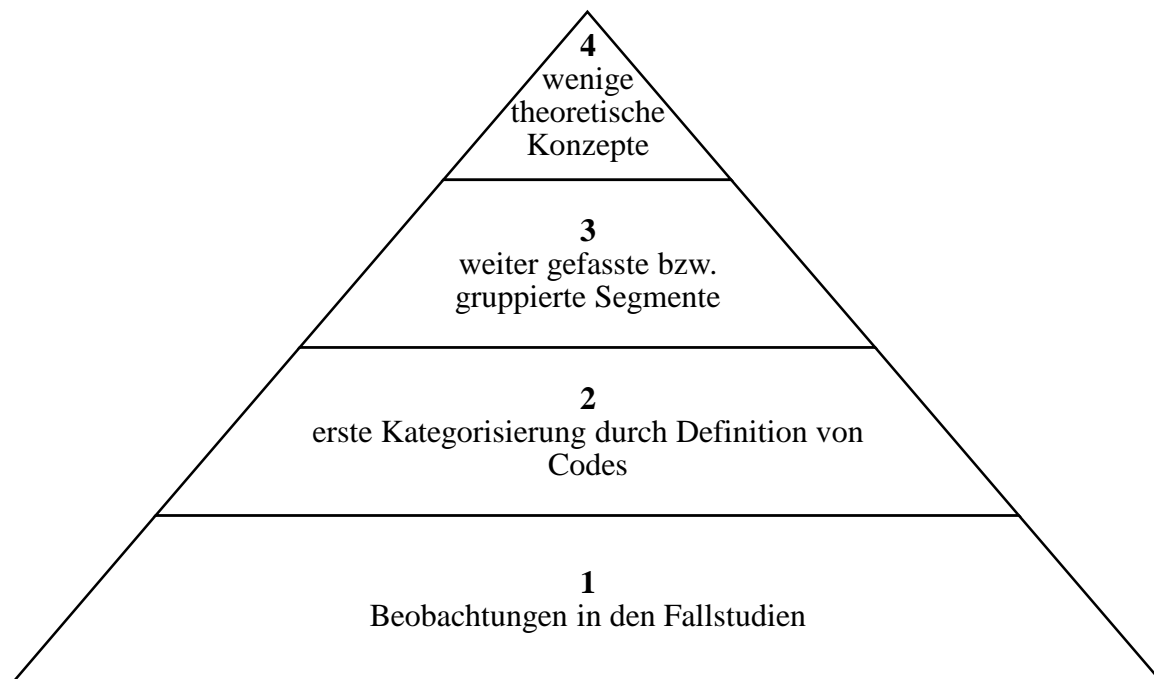 4
wenige
theoretische
Konzepte
3
weiter gefasste bzw.
gruppierte Segmente
2
erste Kategorisierung durch Definition von
Codes
1
Beobachtungen in den Fallstudien